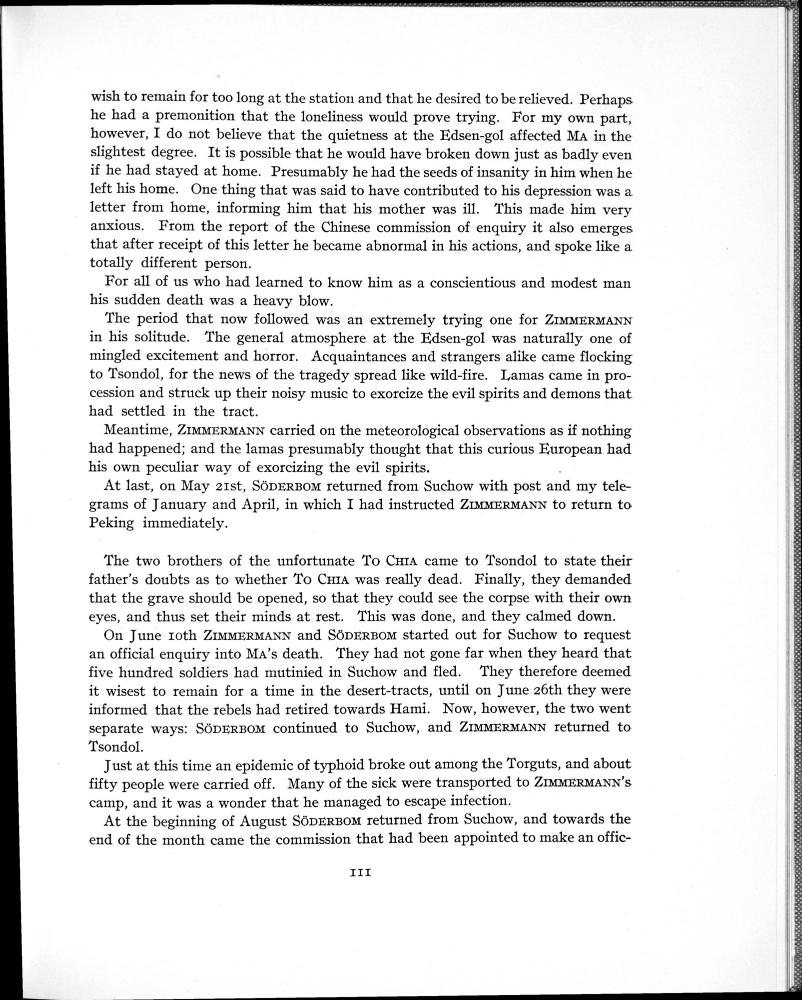 wish to remain for too long at the station and that he desired to be relieved. Perhaps
he had a premonition that the loneliness would prove trying. For my own part,
however, I do not believe that the quietness at the Edsen-gol affected MA in the
slightest degree. It is possible that he would have broken down just as badly even
if he had stayed at home. Presumably he had the seeds of insanity in him when he
left his home. One thing that was said to have contributed to his depression was a
letter from home, informing him that his mother was ill. This made him very
anxious. From the report of the Chinese commission of enquiry it also emerges
that after receipt of this letter he became abnormal in his actions, and spoke like a
totally different person.
For all of us who had learned to know him as a conscientious and modest man
his sudden death was a heavy blow.
The period that now followed was an extremely trying one for ZIMMERMANN
in his solitude. The general atmosphere at the Edsen-gol was naturally one of
mingled excitement and horror. Acquaintances and strangers alike came flocking
to Tsondol, for the news of the tragedy spread like wild-fire. Lamas came in pro-
cession and struck up their noisy music to exorcize the evil spirits and demons that
had settled in the tract.
Meantime, ZIMMERMANN carried on the meteorological observations as if nothing
had happened; and the lamas presumably thought that this curious European had
his own peculiar way of exorcizing the evil spirits.
At last, on May 21st, SÖDERBOM returned from Suchow with post and my tele-
grams of January and April, in which I had instructed ZIMMERMANN to return to
Peking immediately.
The two brothers of the unfortunate TO CHIA came to Tsondol to state their
father's doubts as to whether TO CHIA was really dead. Finally, they demanded
that the grave should be opened, so that they could see the corpse with their own
eyes, and thus set their minds at rest. This was done, and they calmed down.
On June 10th ZIMMERMANN and SÖDERBOM started out for Suchow to request
an official enquiry into MA's death. They had not gone far when they heard that
five hundred soldiers had mutinied in Suchow and fled. They therefore deemed
it wisest to remain for a time in the desert-tracts, until on June 26th they were
informed that the rebels had retired towards Hami. Now, however, the two went
separate ways: SÖDERBOM continued to Suchow, and ZIMMERMANN returned to
Tsondol.
Just at this time an epidemic of typhoid broke out among the Torguts, and about
fifty people were carried off. Many of the sick were transported to ZIMMERMANN's
camp, and it was a wonder that he managed to escape infection.
At the beginning of August SÖDERBOM returned from Suchow, and towards the
end of the month came the commission that had been appointed to make an offic-
111